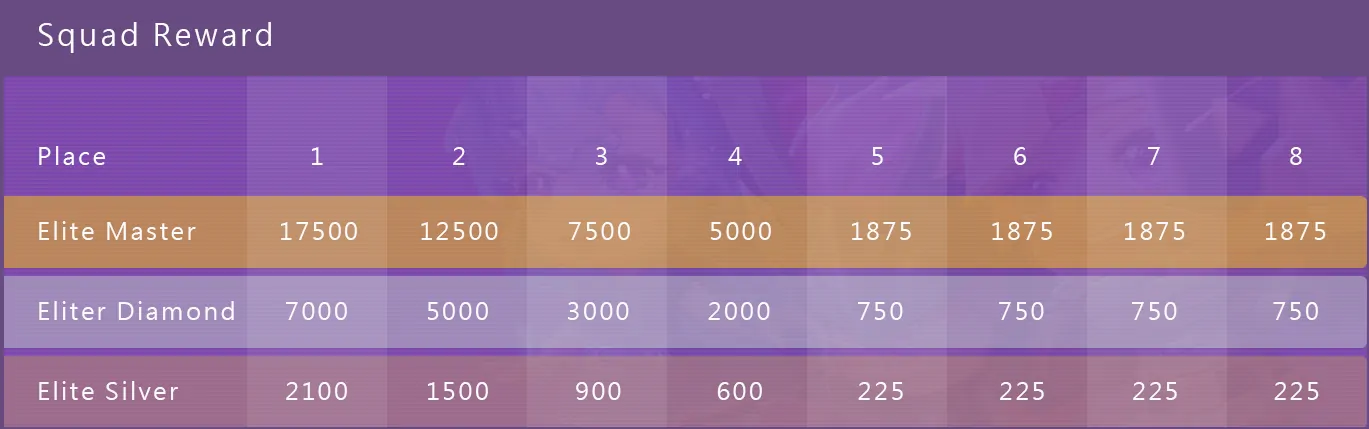 Squad Reward
Place 1 2 3 4 5 6 7 8
Elite Master 17500 12500 7500 5000 1875 1875 1875 1875
Eliter Diamond 7000 5000 3000 2000 750 750 750 750
Elite Silver 2100 1500 900 600 225 225 225 225